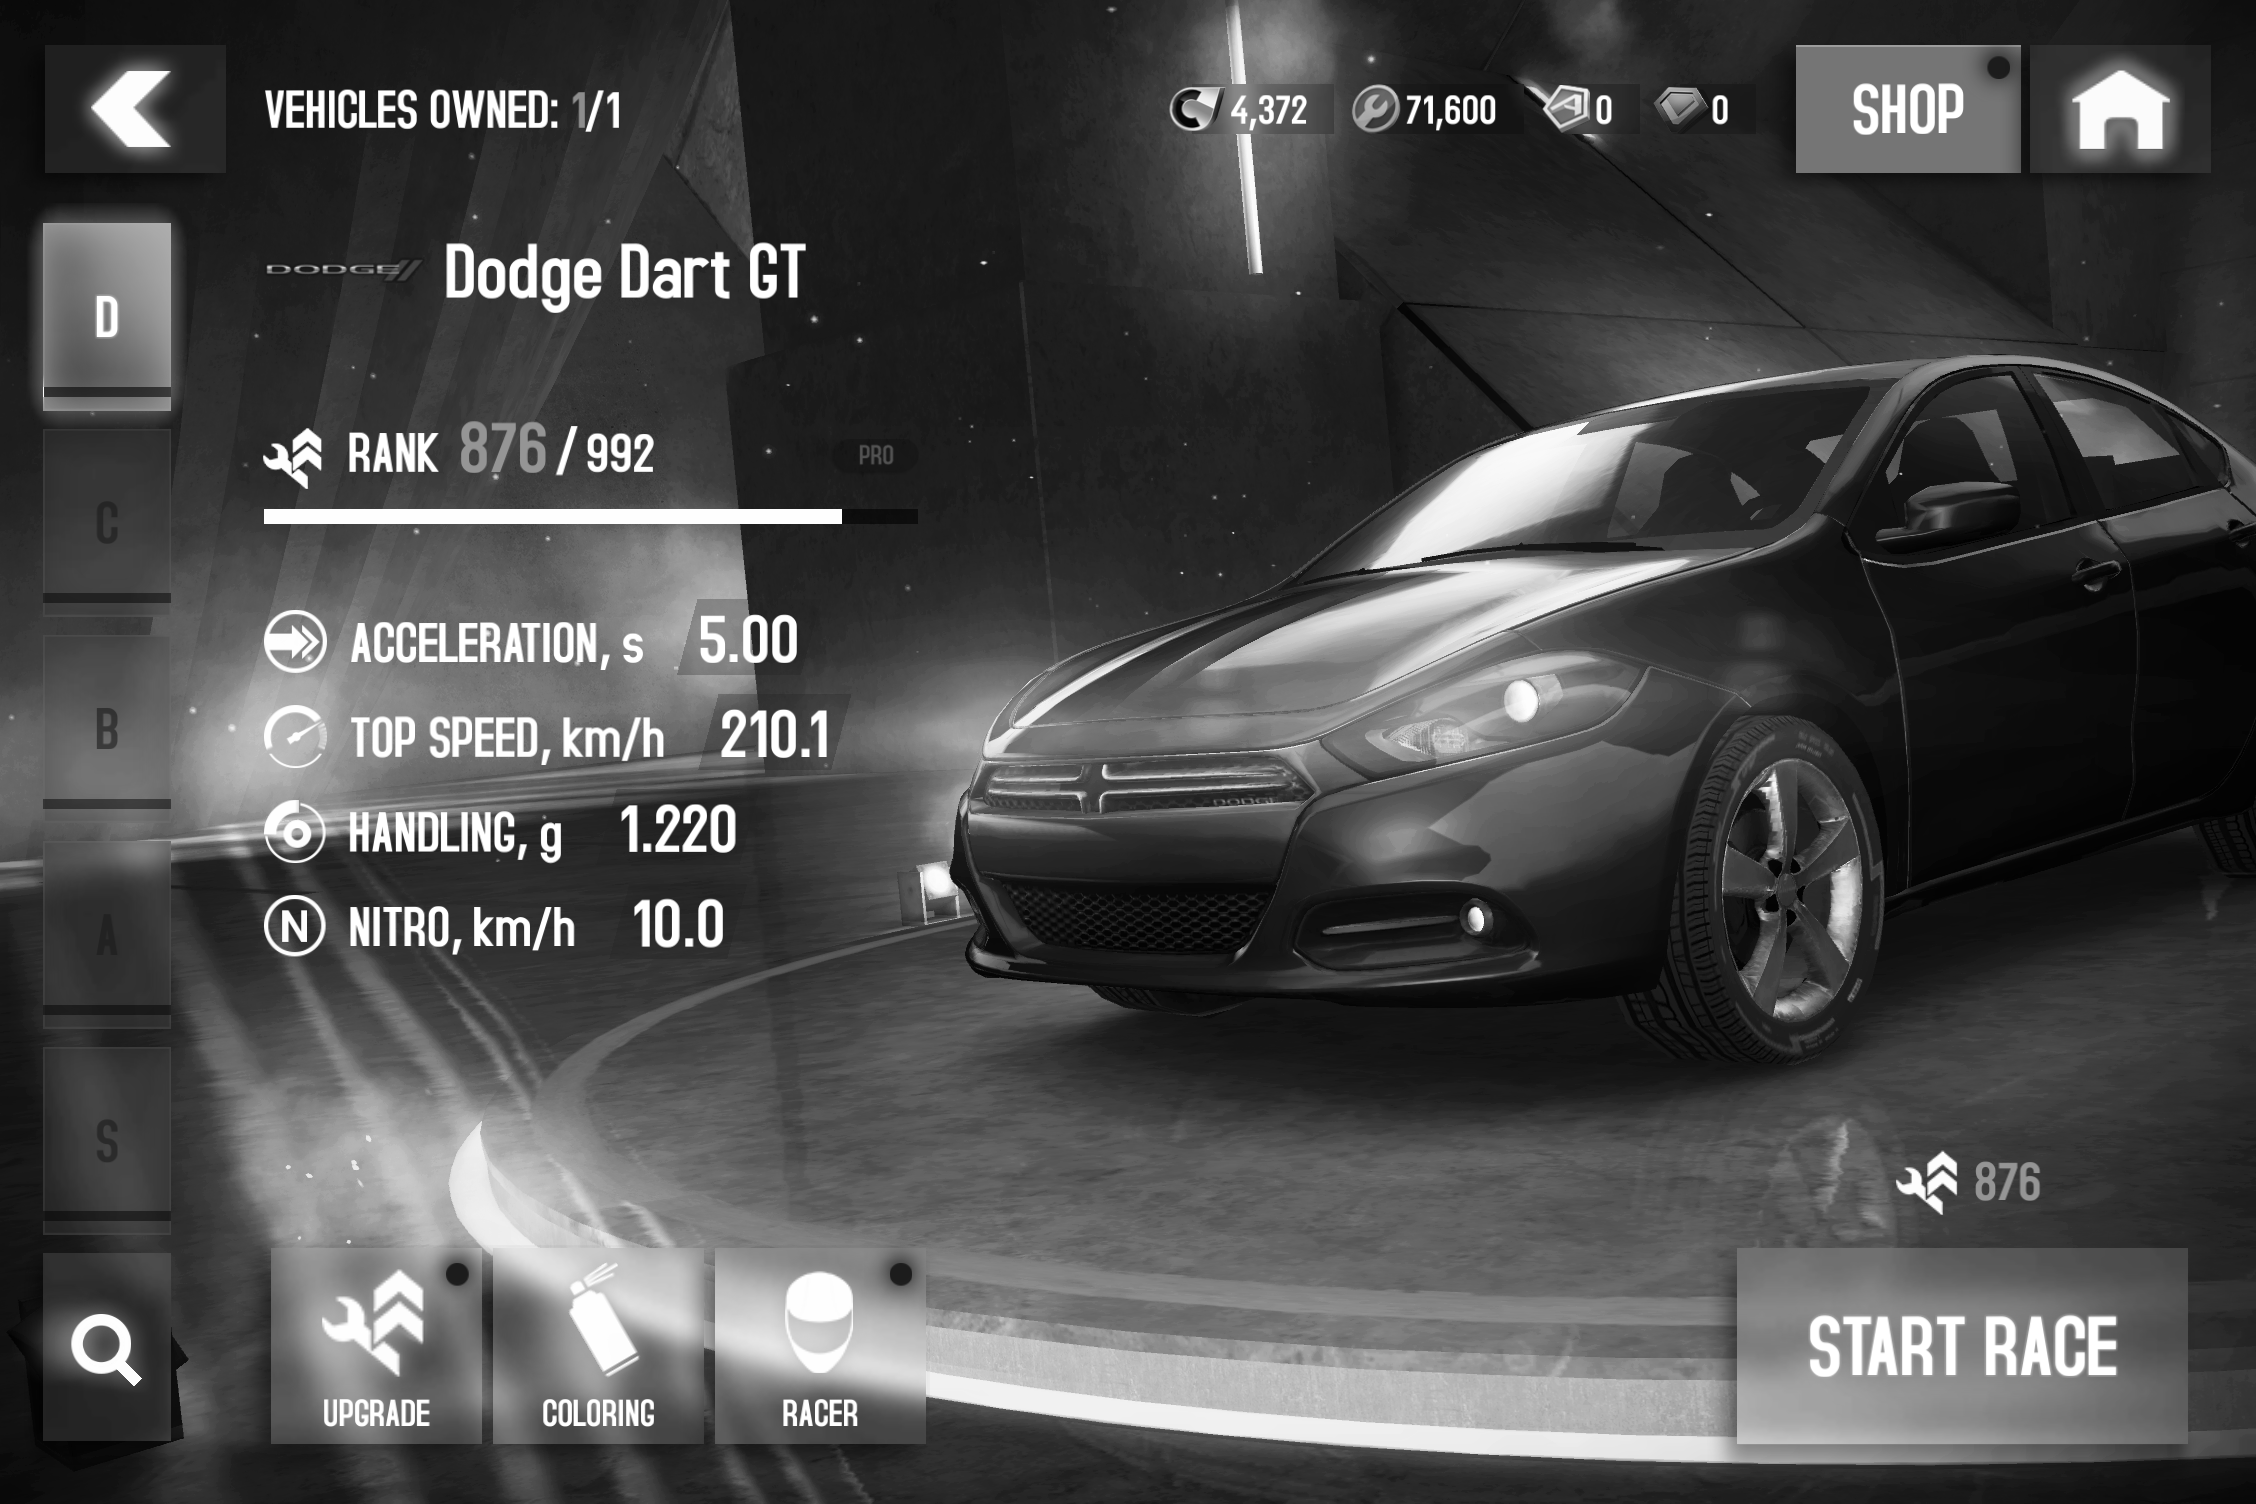 VEHICLES OWNED: 1/1
4,372
71,600
0
0
SHOP
DODGE
Dodge Dart GT
D
C
B
A
S
RANK 876 / 992
PRO
ACCELERATION, s 5.00
TOP SPEED, km/h 210.1
HANDLING, g 1.220
N NITRO, km/h 10.0
DODGE
876
UPGRADE
COLORING
RACER
START RACE